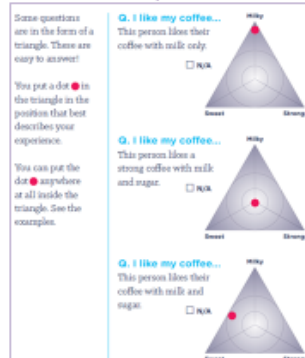 Some questions
are in the form of a
triangle. These are
easy to answer!
You put a dot in
the triangle in the
position that best
describes your
experience.
You can put the
dot anywhere
at all inside the
triangle. See the
examples.
Q. I like my coffee...
This person likes their
coffee with milk only.
N/A
Milky
Sweet
Strong
Q. I like my coffee...
This person likes a
strong coffee with milk
and sugar.
N/A
Milky
Sweet
Strong
Q. I like my coffee...
This person likes their
coffee with milk and
sugar.
N/A
Milky
Sweet
Strong